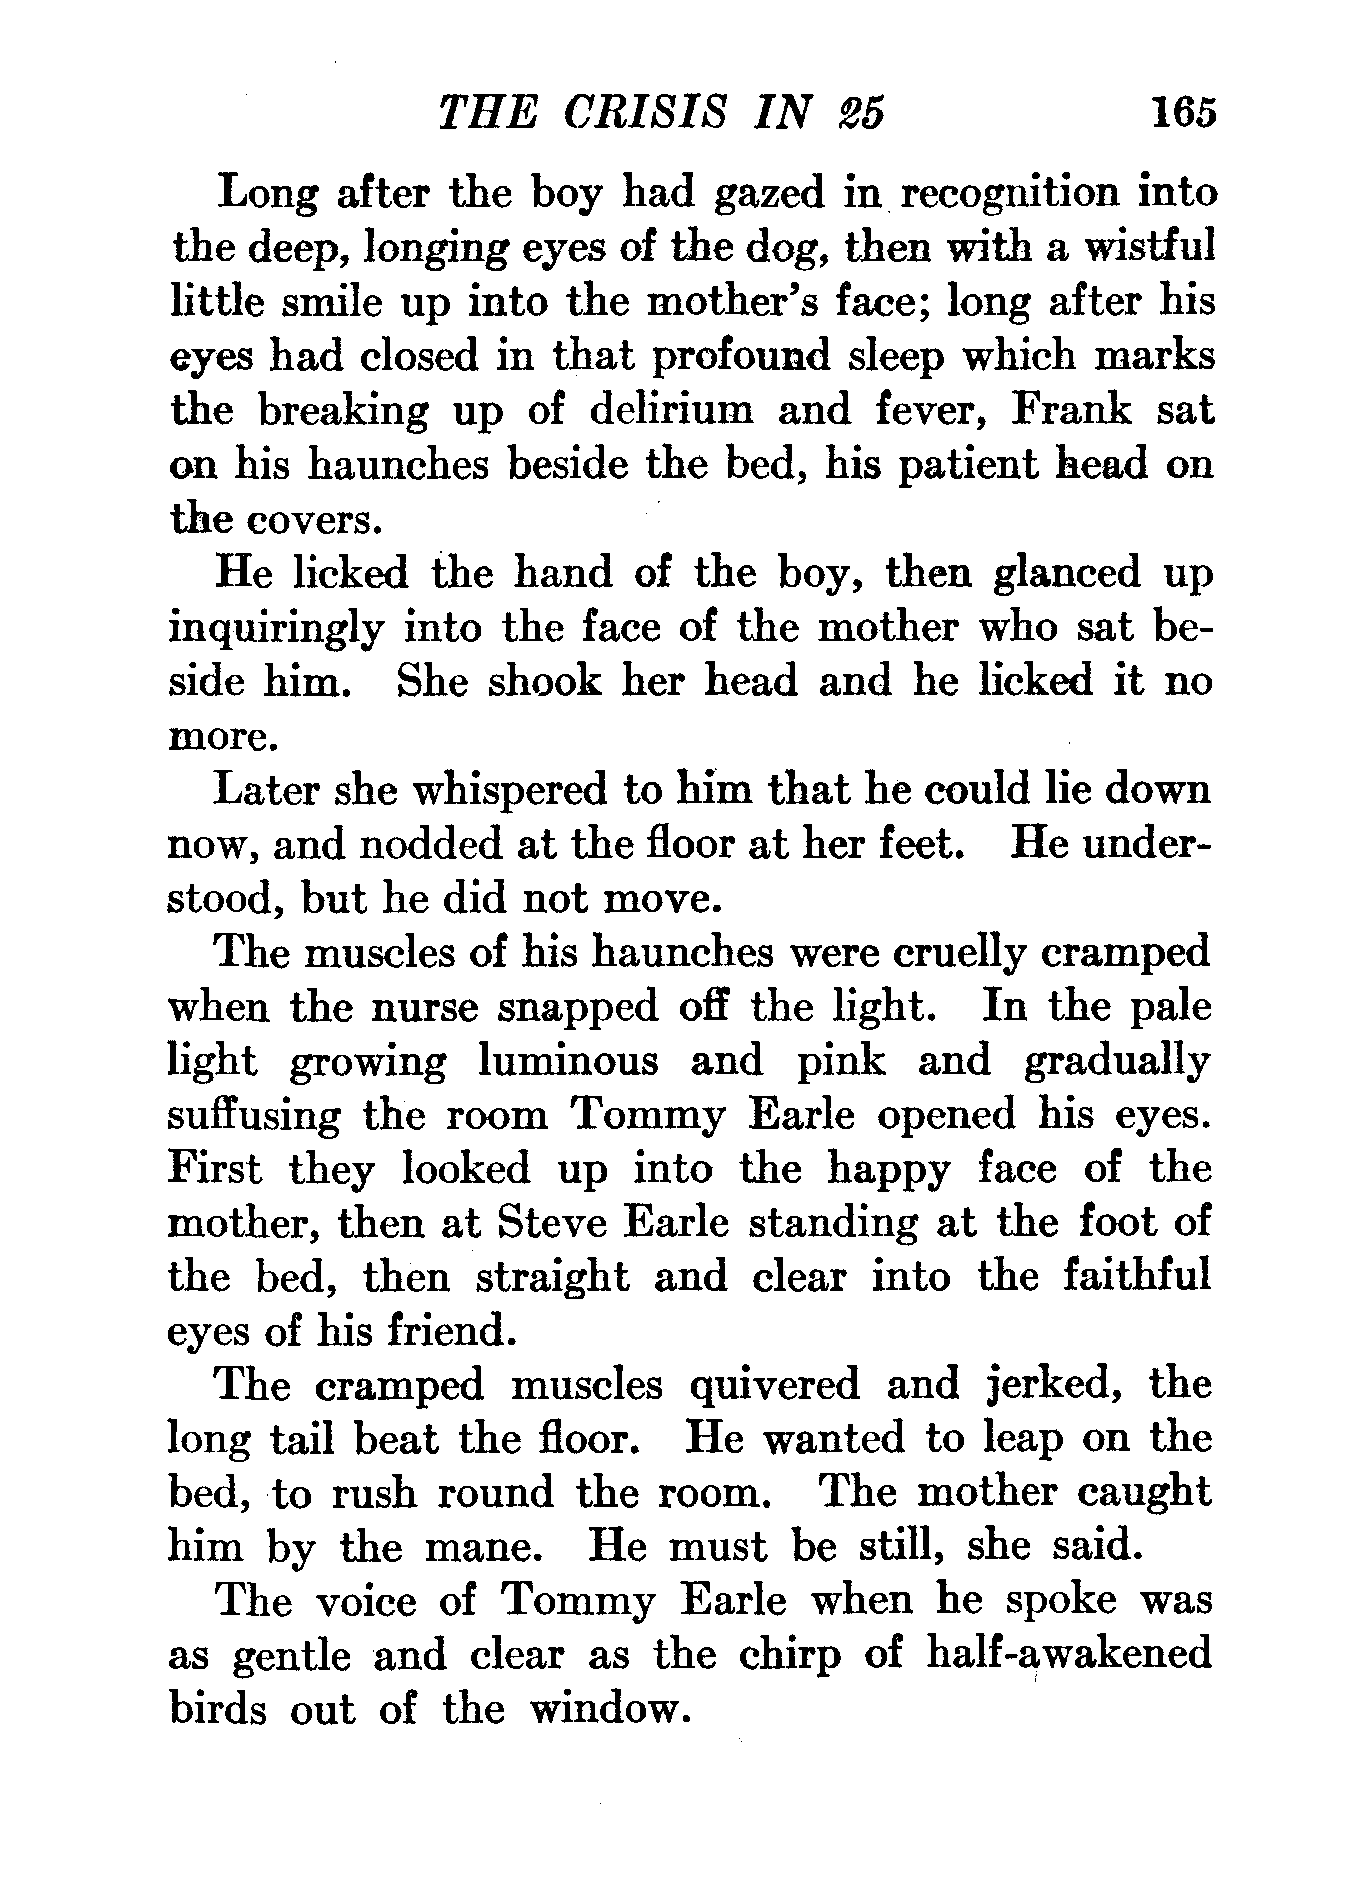 THE CRISIS IN 25 165
Long after the boy had gazed in recognition into
the deep, longing eyes of the dog, then with a wistful
little smile up into the mother's face; long after his
eyes had closed in that profound sleep which marks
the breaking up of delirium and fever, Frank sat
on his haunches beside the bed, his patient head on
the covers.
He licked the hand of the boy, then glanced up
inquiringly into the face of the mother who sat be-
side him. She shook her head and he licked it no
more.
Later she whispered to him that he could lie down
now, and nodded at the floor at her feet. He under-
stood, but he did not move.
The muscles of his haunches were cruelly cramped
when the nurse snapped off the light. In the pale
light growing luminous and pink and gradually
suffusing the room Tommy Earle opened his eyes.
First they looked up into the happy face of the
mother, then at Steve Earle standing at the foot of
the bed, then straight and clear into the faithful
eyes of his friend.
The cramped muscles quivered and jerked, the
long tail beat the floor. He wanted to leap on the
bed, to rush round the room. The mother caught
him by the mane. He must be still, she said.
The voice of Tommy Earle when he spoke was
as gentle and clear as the chirp of half-awakened
birds out of the window.